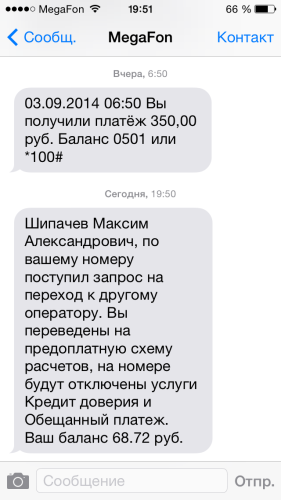 MegaFon 19:51 66 %
Сообщ. MegaFon Контакт
Вчера, 6:50
03.09.2014 06:50 Вы
получили платёж 350,00
руб. Баланс 0501 или
*100#
Сегодня, 19:50
Шипачев Максим
Александрович, по
вашему номеру
поступил запрос на
переход к другому
оператору. Вы
переведены на
предоплатную схему
расчетов, на номере
будут отключены услуги
Кредит доверия и
Обещанный платеж.
Ваш баланс 68.72 руб.
Сообщение Отпр.